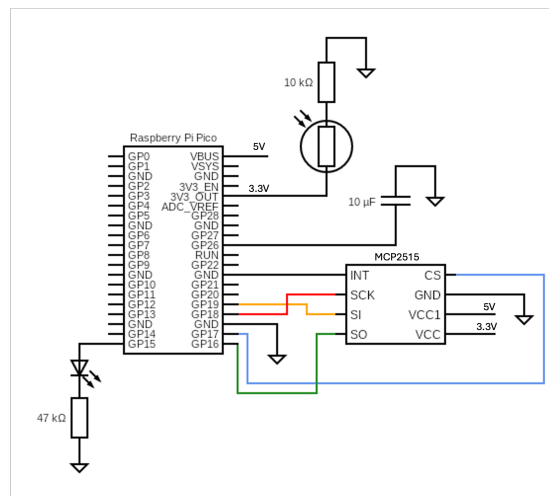 10 kΩ
Raspberry Pi Pico
5V
3.3V
GP0 VBUS
GP1 VSYS
GND GND
GP2 3V3_EN
GP3 3V3_OUT
GP4 ADC_VREF
GP5 GP28
GND GND
GP6 GP27
GP7 GP26
GP8 RUN
GP9 GP22
GND GND
GP10 GP21
GP11 GP20
GP12 GP19
GP13 GP18
GND GND
GP14 GP17
GP15 GP16
10 µF
MCP2515
INT CS
SCK GND
SI VCC1
SO VCC
5V
3.3V
47 kΩ